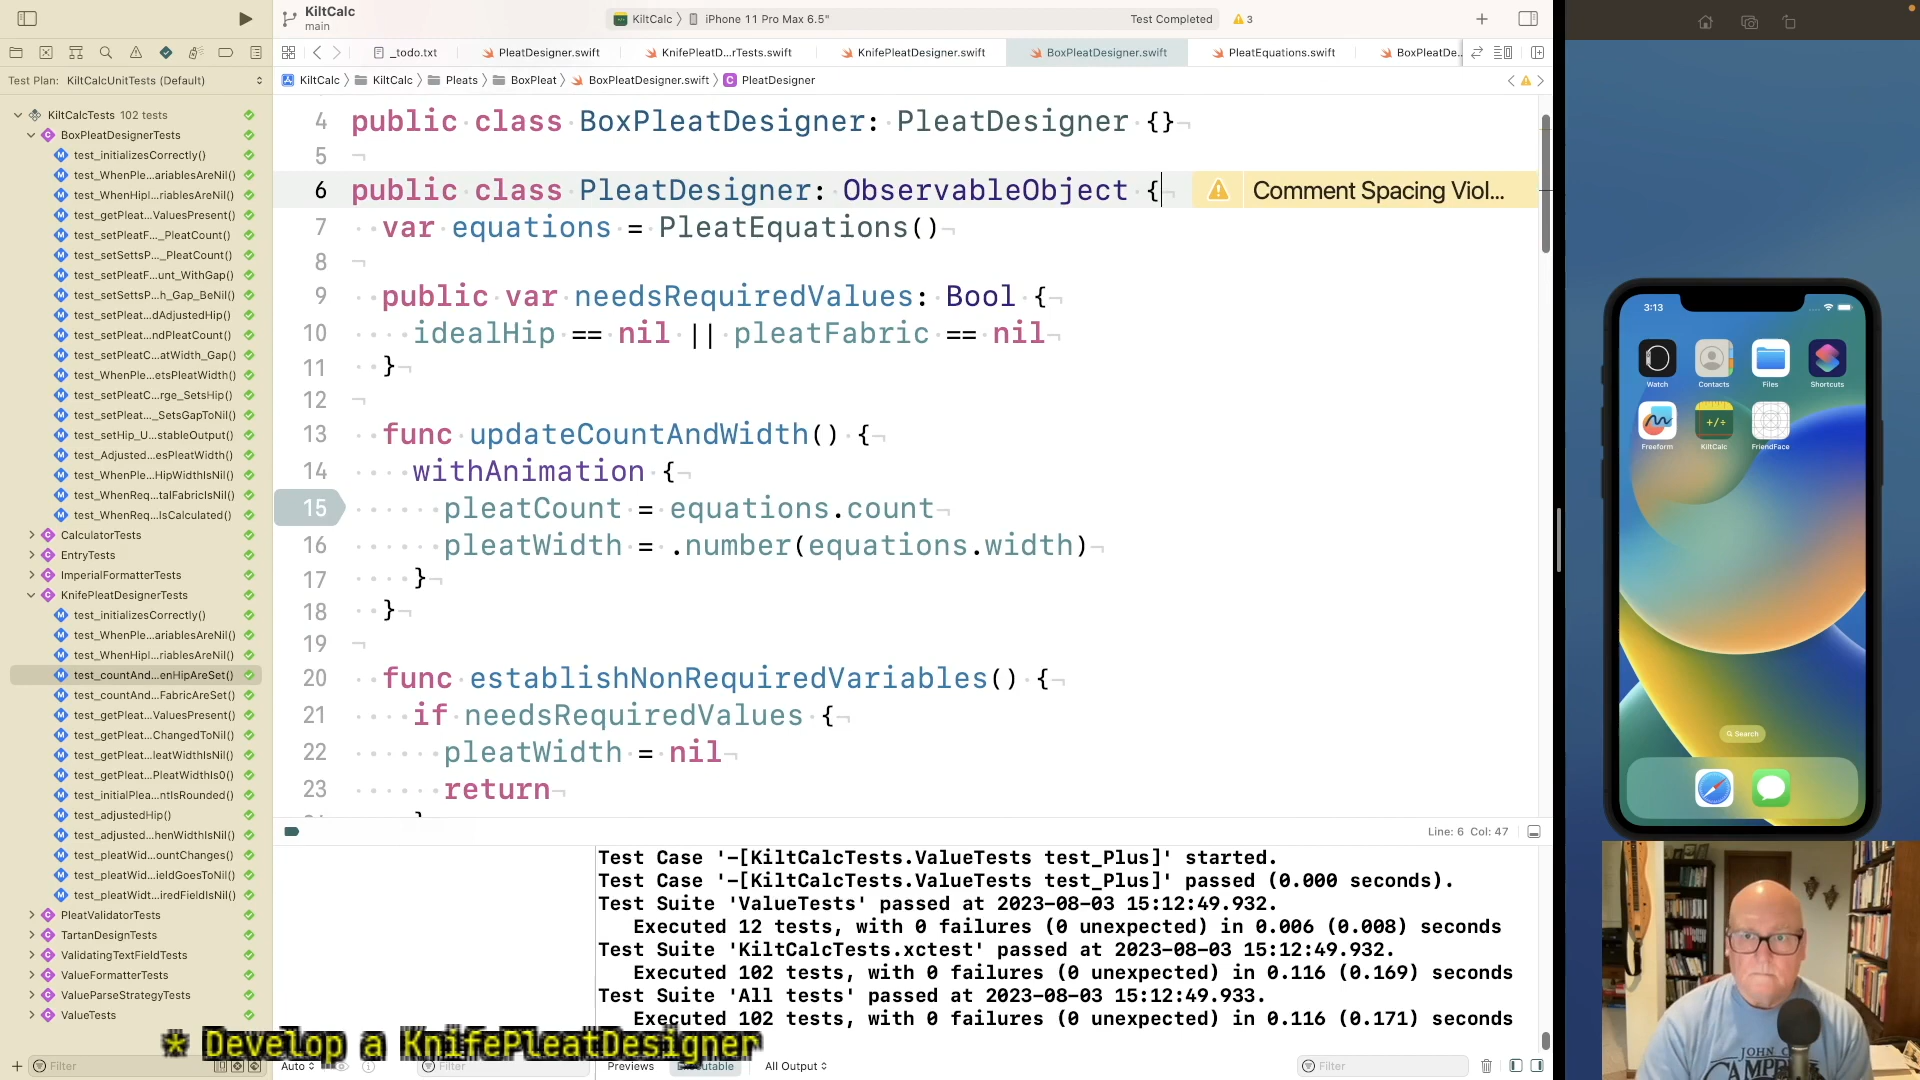 KiltCalc
main
KiltCalc
iPhone 11 Pro Max 6.5"
Test Completed
3
_todo.txt
PleatDesigner.swift
KnifePleatD...rTests.swift
KnifePleatDesigner.swift
BoxPleatDesigner.swift
PleatEquations.swift
BoxPleatDe...
Test Plan: KiltCalcUnitTests (Default)
KiltCalc
KiltCalc
Pleats
BoxPleat
BoxPleatDesigner.swift
PleatDesigner
KiltCalcTests 102 tests
BoxPleatDesignerTests
test_initializesCorrectly()
test_WhenPle...ariablesAreNil()
test_WhenHipI...riablesAreNil()
test_getPleat...ValuesPresent()
test_setPleatF..._PleatCount()
test_setSettsP..._PleatCount()
test_setPleatF...unt_WithGap()
test_setSettsP...h_Gap_BeNil()
test_setPleat...dAdjustedHip()
test_setPleat...ndPleatCount()
test_setPleatC...atWidth_Gap()
test_WhenPle...etsPleatWidth()
test_setPleatC...rge_SetsHip()
test_setPleat..._SetsGapToNil()
test_setHip_U...stableOutput()
test_Adjusted...esPleatWidth()
test_WhenPle...HipWidthIsNil()
test_WhenReq...talFabricIsNil()
test_WhenReq...IsCalculated()
CalculatorTests
EntryTests
ImperialFormatterTests
KnifePleatDesignerTests
test_initializesCorrectly()
test_WhenPle...ariablesAreNil()
test_WhenHipI...riablesAreNil()
test_countAnd...enHipAreSet()
test_countAnd...FabricAreSet()
test_getPleat...ValuesPresent()
test_getPleat...ChangedToNil()
test_getPleat...leatWidthIsNil()
test_getPleat...PleatWidthIs0()
test_initialPlea...ntIsRounded()
test_adjustedHip()
test_adjusted...henWidthIsNil()
test_pleatWid...ountChanges()
test_pleatWid...ieldGoesToNil()
test_pleatWidt...iredFieldIsNil()
PleatValidatorTests
TartanDesignTests
ValidatingTextFieldTests
ValueFormatterTests
ValueParseStrategyTests
ValueTests
Filter
4 public class BoxPleatDesigner: PleatDesigner {}
5
6 public class PleatDesigner: ObservableObject {
Comment Spacing Viol...
7 var equations = PleatEquations()
8
9 public var needsRequiredValues: Bool {
10 idealHip == nil || pleatFabric == nil
11 }
12
13 func updateCountAndWidth() {
14 withAnimation {
15 pleatCount = equations.count
16 pleatWidth = .number(equations.width)
17 }
18 }
19
20 func establishNonRequiredVariables() {
21 if needsRequiredValues {
22 pleatWidth = nil
23 return
Line: 6 Col: 47
Test Case '-[KiltCalcTests.ValueTests test_Plus]' started.
Test Case '-[KiltCalcTests.ValueTests test_Plus]' passed (0.000 seconds).
Test Suite 'ValueTests' passed at 2023-08-03 15:12:49.932.
Executed 12 tests, with 0 failures (0 unexpected) in 0.006 (0.008) seconds
Test Suite 'KiltCalcTests.xctest' passed at 2023-08-03 15:12:49.932.
Executed 102 tests, with 0 failures (0 unexpected) in 0.116 (0.169) seconds
Test Suite 'All tests' passed at 2023-08-03 15:12:49.933.
Executed 102 tests, with 0 failures (0 unexpected) in 0.116 (0.171) seconds
* Develop a KnifePleatDesigner
Auto
Filter
Previews
Executable
All Output
Filter
3:13
Watch
Contacts
Files
Shortcuts
Freeform
KiltCalc
FriendFace
Search
JOHN C.
CAMPB